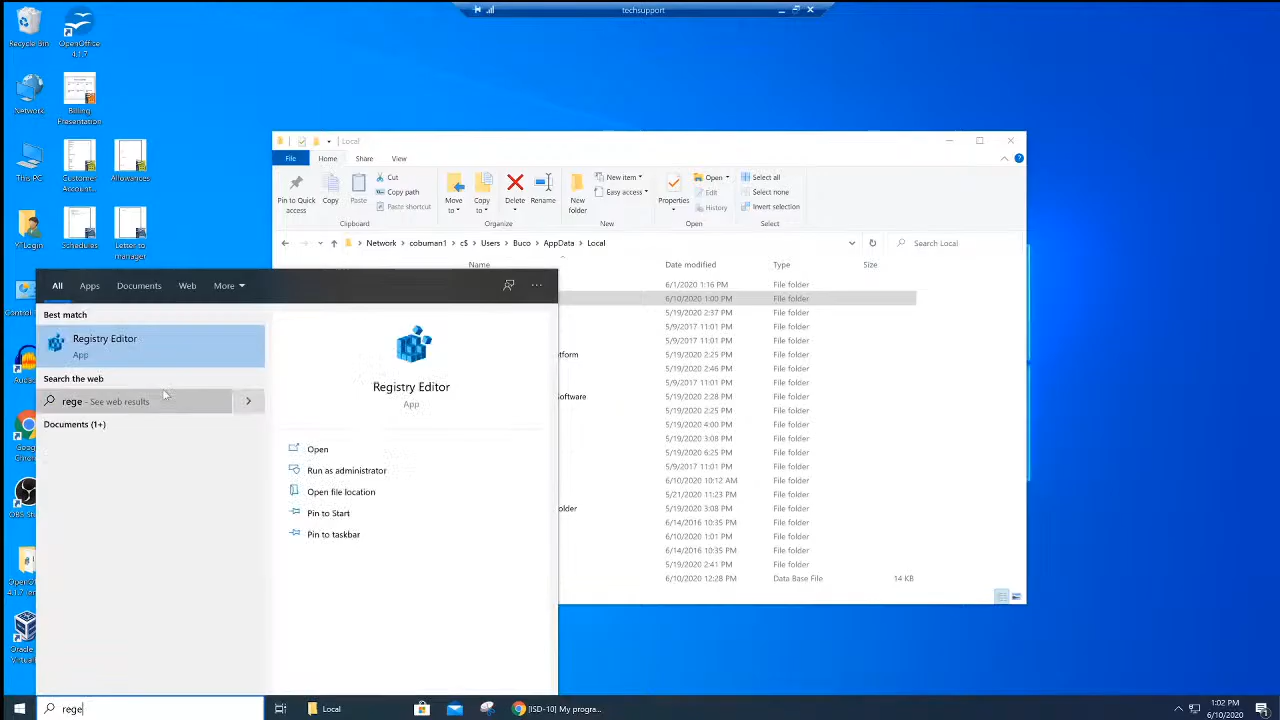 techsupport
Recycle Bin
OpenOffice
4.1.7
Network
Billing
Presentation
This PC
Customer
Account...
Allowances
Schedules
Letter to
manager
Local
File
Home
Share
View
Pin to Quick
access
Copy
Paste
Cut
Copy path
Paste shortcut
Clipboard
Move
to
Copy
to
Delete
Rename
Organize
New
folder
New item
Easy access
New
Properties
Open
Edit
History
Open
Select all
Select none
Invert selection
Select
Network > cobuman1 > c$ > Users > Buco > AppData > Local
Search Local
Name
Date modified
Type
Size
6/1/2020 1:16 PM File folder
6/10/2020 1:00 PM File folder
5/19/2020 2:37 PM File folder
5/9/2017 11:01 PM File folder
5/9/2017 11:01 PM File folder
tform 5/19/2020 2:25 PM File folder
5/19/2020 2:46 PM File folder
5/9/2017 11:01 PM File folder
oftware 5/19/2020 2:28 PM File folder
5/19/2020 2:25 PM File folder
5/19/2020 4:00 PM File folder
5/19/2020 3:08 PM File folder
5/19/2020 6:25 PM File folder
5/9/2017 11:01 PM File folder
6/10/2020 10:12 AM File folder
5/21/2020 11:23 PM File folder
older 5/19/2020 3:08 PM File folder
6/14/2016 10:35 PM File folder
6/10/2020 1:01 PM File folder
6/14/2016 10:35 PM File folder
5/19/2020 2:41 PM File folder
6/10/2020 12:28 PM Data Base File 14 KB
All
Apps
Documents
Web
More
Best match
Registry Editor
App
Search the web
rege - See web results
Documents (1+)
Registry Editor
App
Open
Run as administrator
Open file location
Pin to Start
Pin to taskbar
rege
Local
[ISD-10] My progra...
1:02 PM
6/10/2020